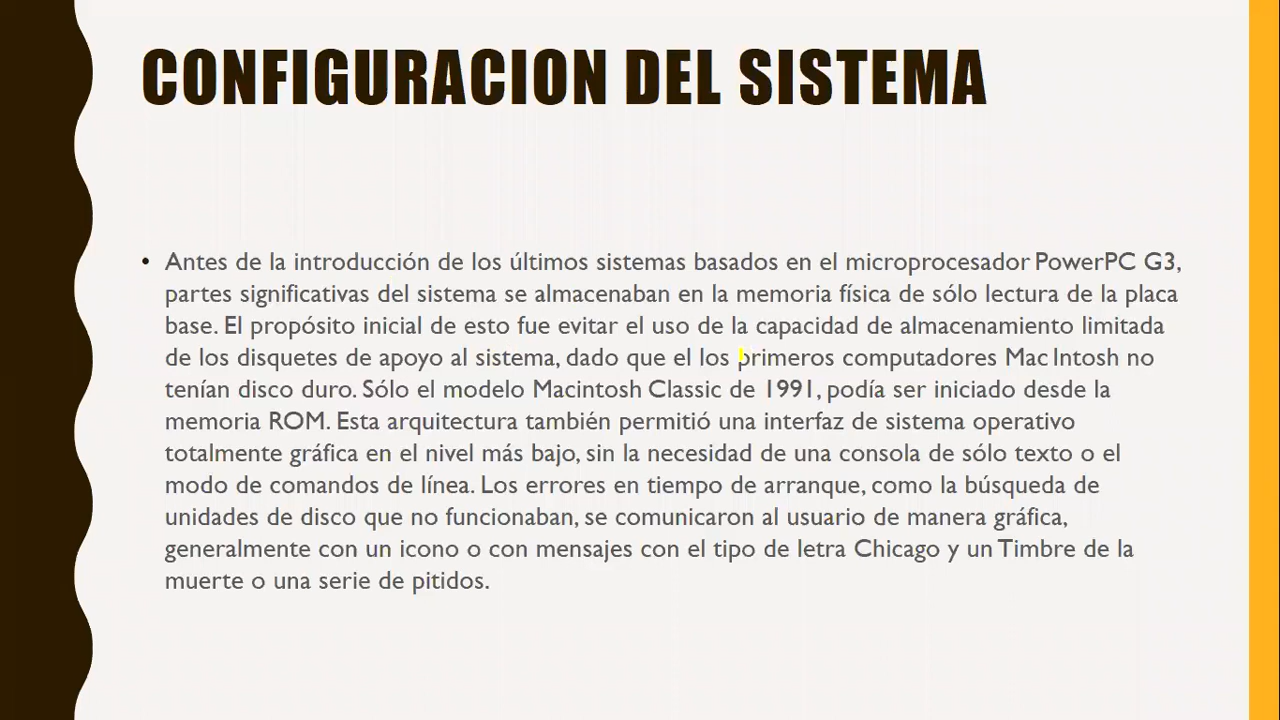 CONFIGURACION DEL SISTEMA
• Antes de la introducción de los últimos sistemas basados en el microprocesador PowerPC G3,
partes significativas del sistema se almacenaban en la memoria física de sólo lectura de la placa
base. El propósito inicial de esto fue evitar el uso de la capacidad de almacenamiento limitada
de los disquetes de apoyo al sistema, dado que el los primeros computadores Mac Intosh no
tenían disco duro. Sólo el modelo Macintosh Classic de 1991, podía ser iniciado desde la
memoria ROM. Esta arquitectura también permitió una interfaz de sistema operativo
totalmente gráfica en el nivel más bajo, sin la necesidad de una consola de sólo texto o el
modo de comandos de línea. Los errores en tiempo de arranque, como la búsqueda de
unidades de disco que no funcionaban, se comunicaron al usuario de manera gráfica,
generalmente con un icono o con mensajes con el tipo de letra Chicago y un Timbre de la
muerte o una serie de pitidos.